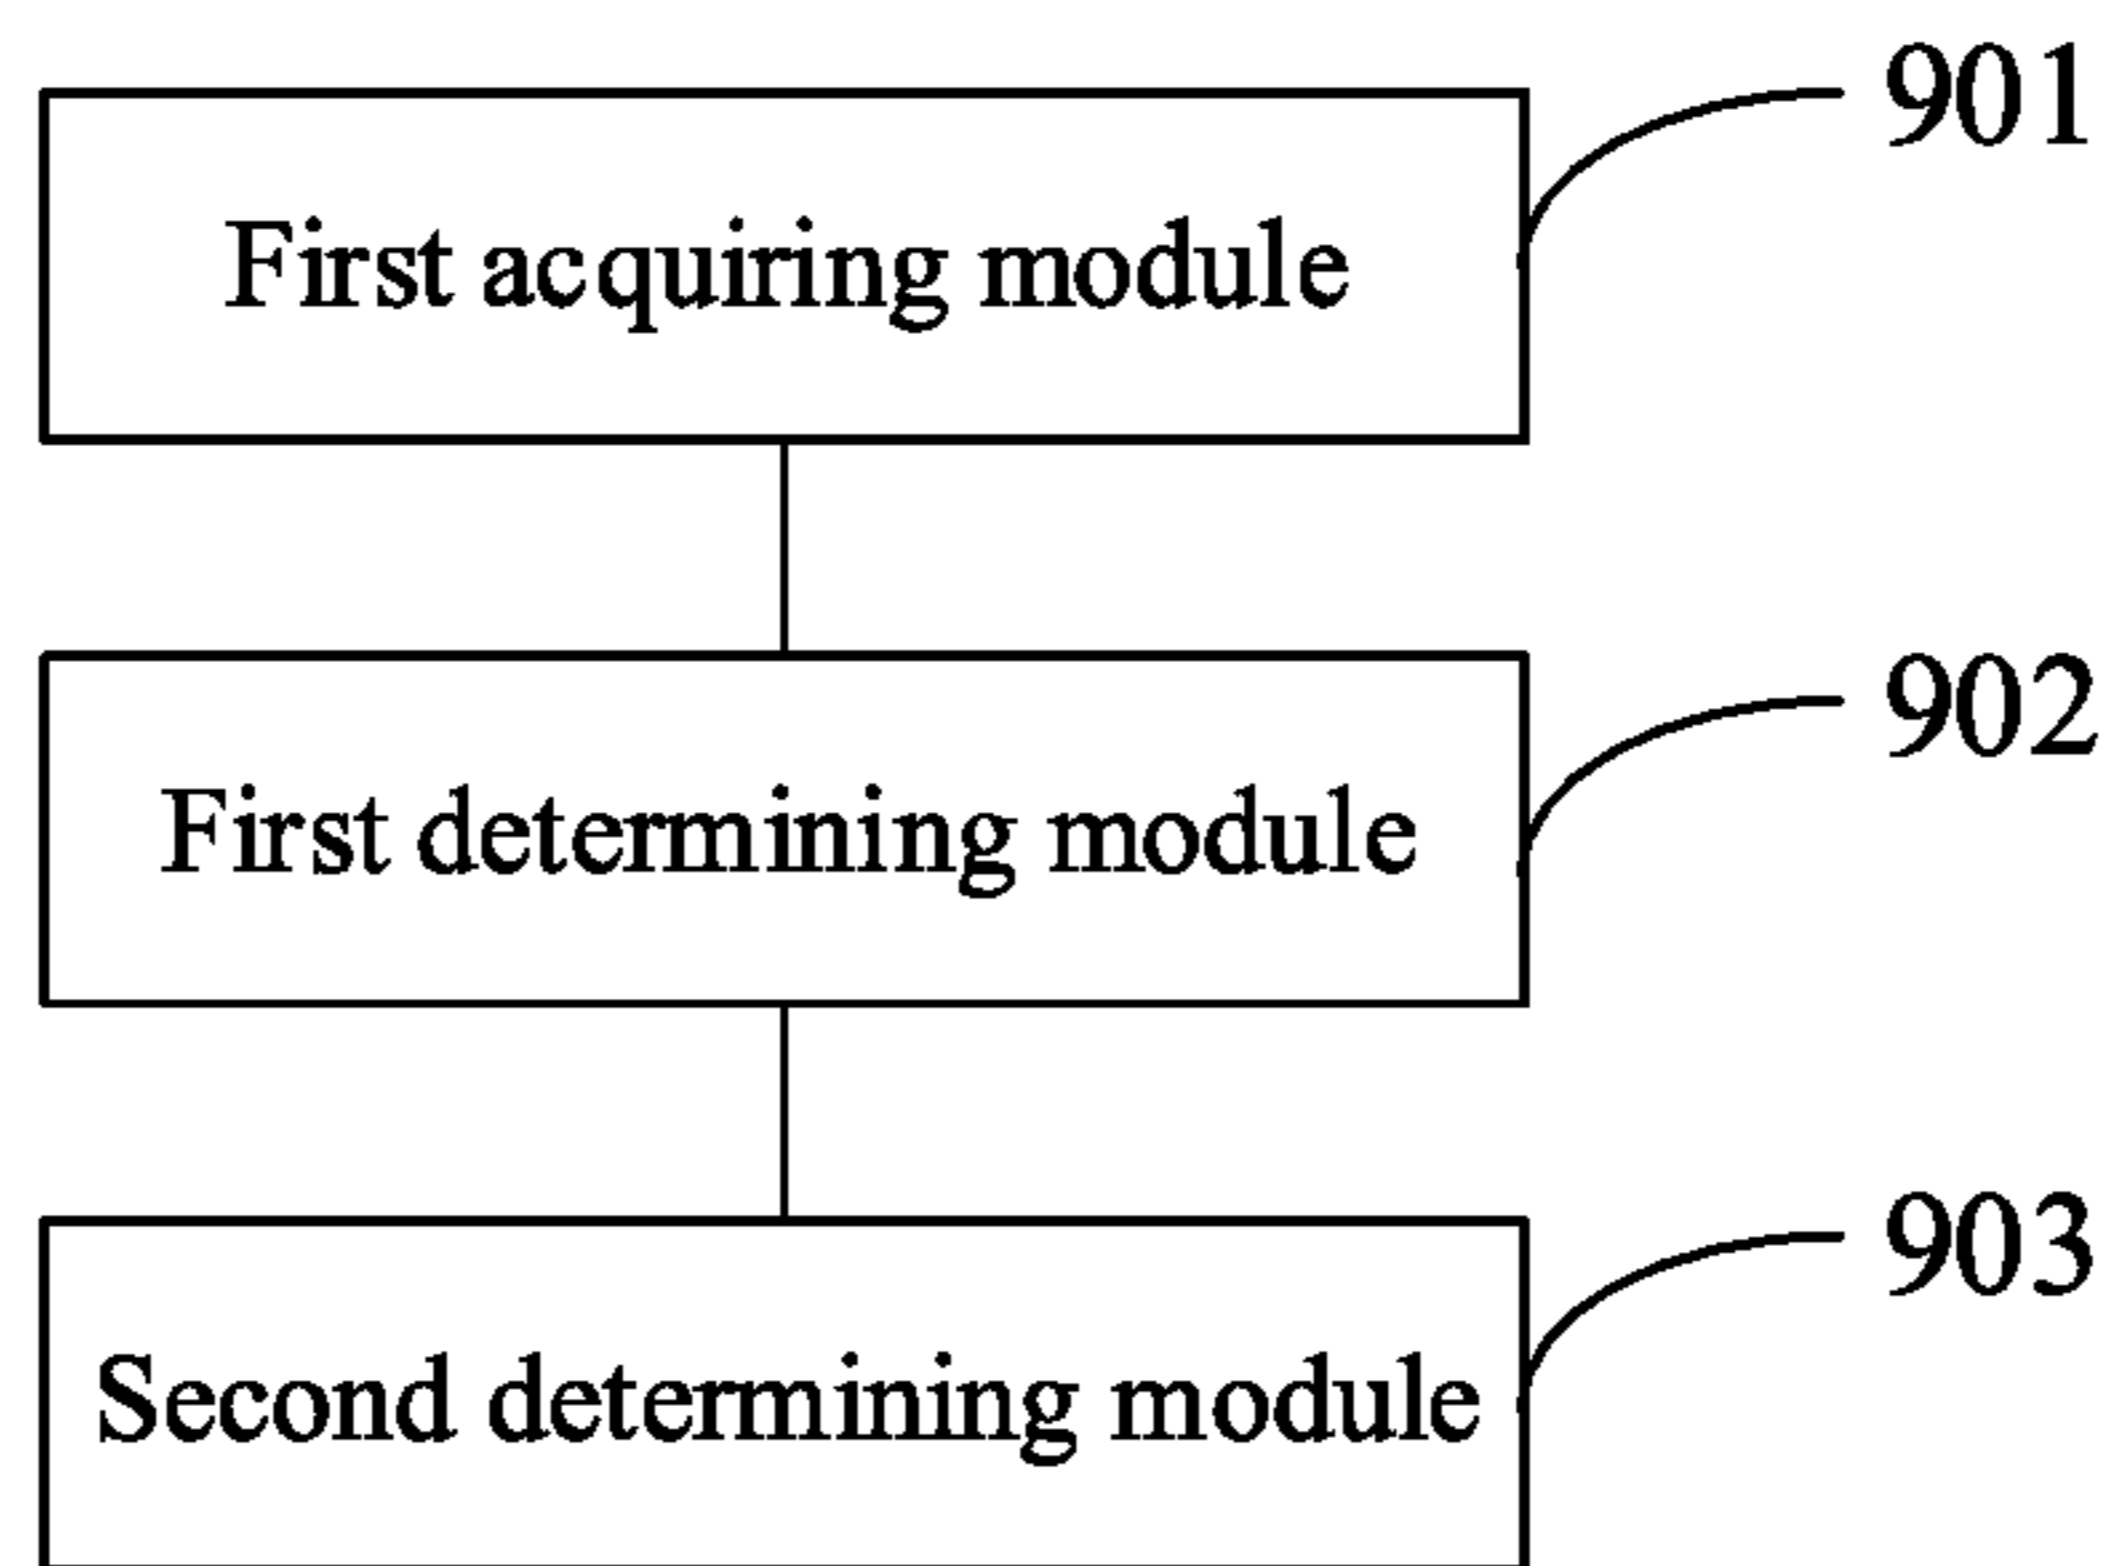 901
First acquiring module
902
First determining module
903
Second determining module